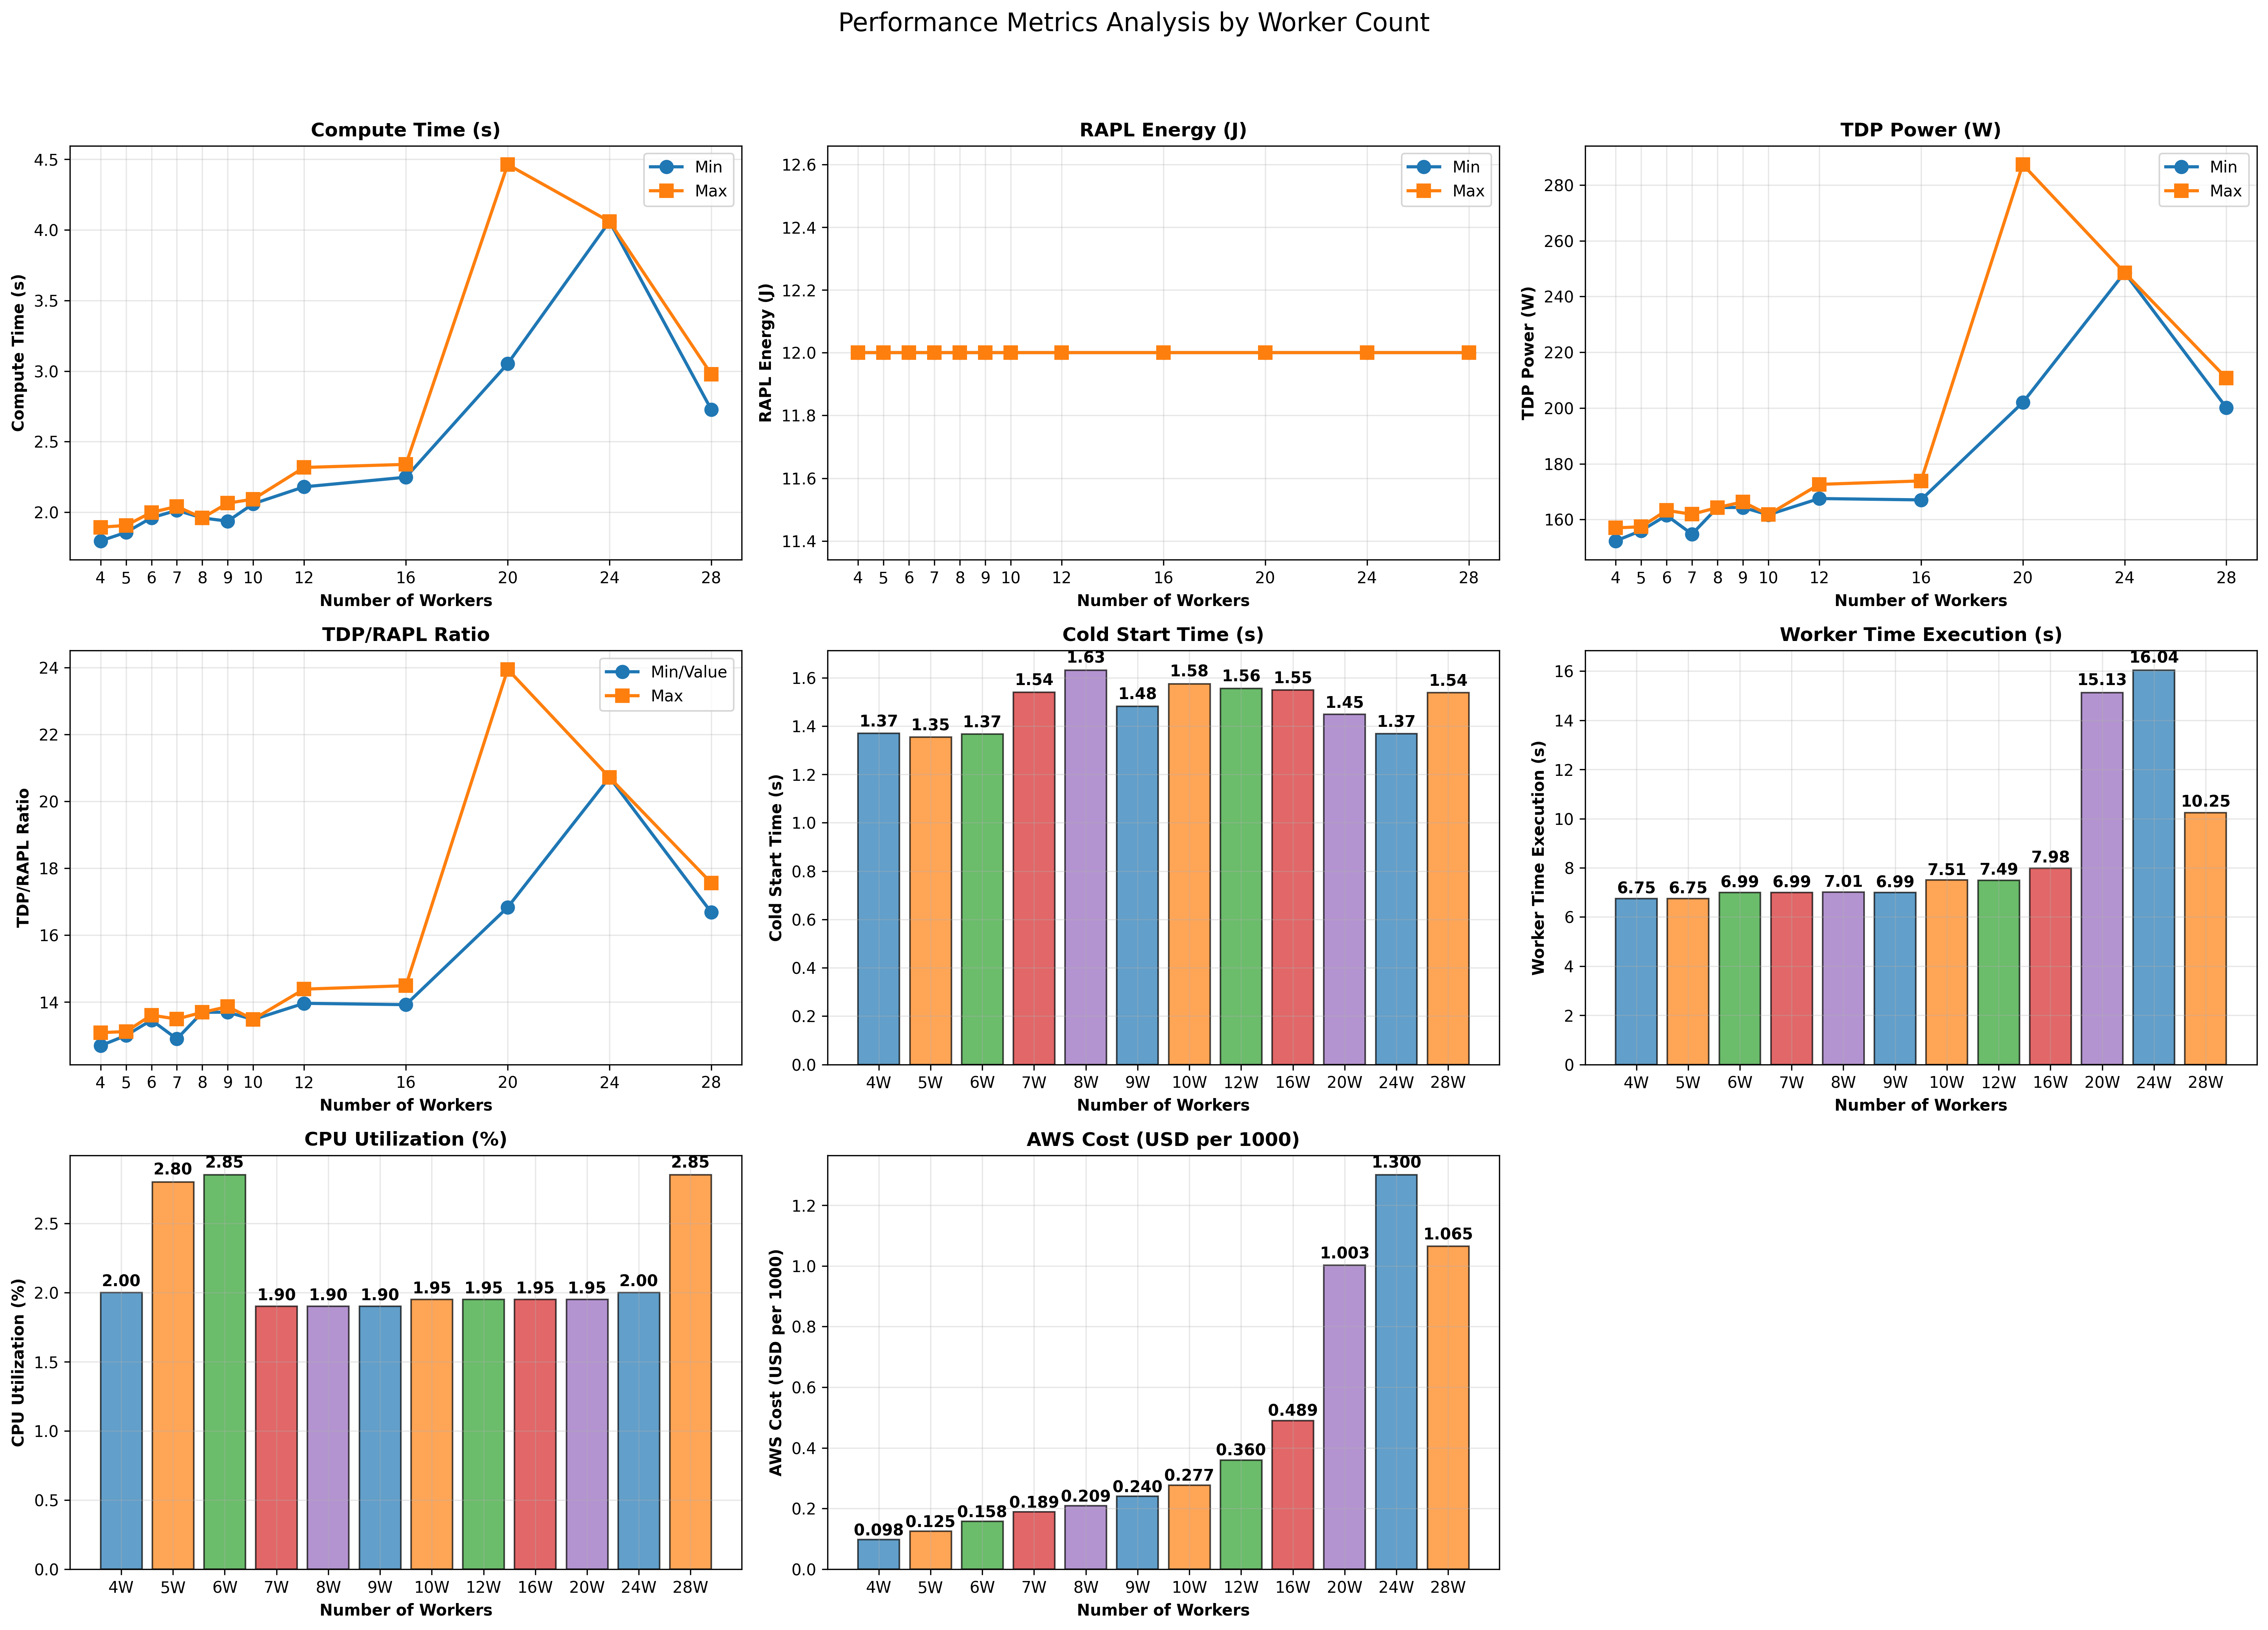 Performance Metrics Analysis by Worker Count
Compute Time (s)
Compute Time (s)
4.5
4.0
3.5
3.0
2.5
2.0
Min
Max
4 5 6 7 8 9 10 12 16 20 24 28
Number of Workers
RAPL Energy (J)
RAPL Energy (J)
12.6
12.4
12.2
12.0
11.8
11.6
11.4
Min
Max
4 5 6 7 8 9 10 12 16 20 24 28
Number of Workers
TDP Power (W)
TDP Power (W)
280
260
240
220
200
180
160
Min
Max
4 5 6 7 8 9 10 12 16 20 24 28
Number of Workers
TDP/RAPL Ratio
TDP/RAPL Ratio
24
22
20
18
16
14
Min/Value
Max
4 5 6 7 8 9 10 12 16 20 24 28
Number of Workers
Cold Start Time (s)
Cold Start Time (s)
1.6
1.4
1.2
1.0
0.8
0.6
0.4
0.2
0.0
1.37 1.35 1.37 1.54 1.63 1.48 1.58 1.56 1.55 1.45 1.37 1.54
4W 5W 6W 7W 8W 9W 10W 12W 16W 20W 24W 28W
Number of Workers
Worker Time Execution (s)
Worker Time Execution (s)
16
14
12
10
8
6
4
2
0
6.75 6.75 6.99 6.99 7.01 6.99 7.51 7.49 7.98 15.13 16.04 10.25
4W 5W 6W 7W 8W 9W 10W 12W 16W 20W 24W 28W
Number of Workers
CPU Utilization (%)
CPU Utilization (%)
2.5
2.0
1.5
1.0
0.5
0.0
2.00 2.80 2.85 1.90 1.90 1.90 1.95 1.95 1.95 1.95 2.00 2.85
4W 5W 6W 7W 8W 9W 10W 12W 16W 20W 24W 28W
Number of Workers
AWS Cost (USD per 1000)
AWS Cost (USD per 1000)
1.2
1.0
0.8
0.6
0.4
0.2
0.0
0.098 0.125 0.158 0.189 0.209 0.240 0.277 0.360 0.489 1.003 1.300 1.065
4W 5W 6W 7W 8W 9W 10W 12W 16W 20W 24W 28W
Number of Workers